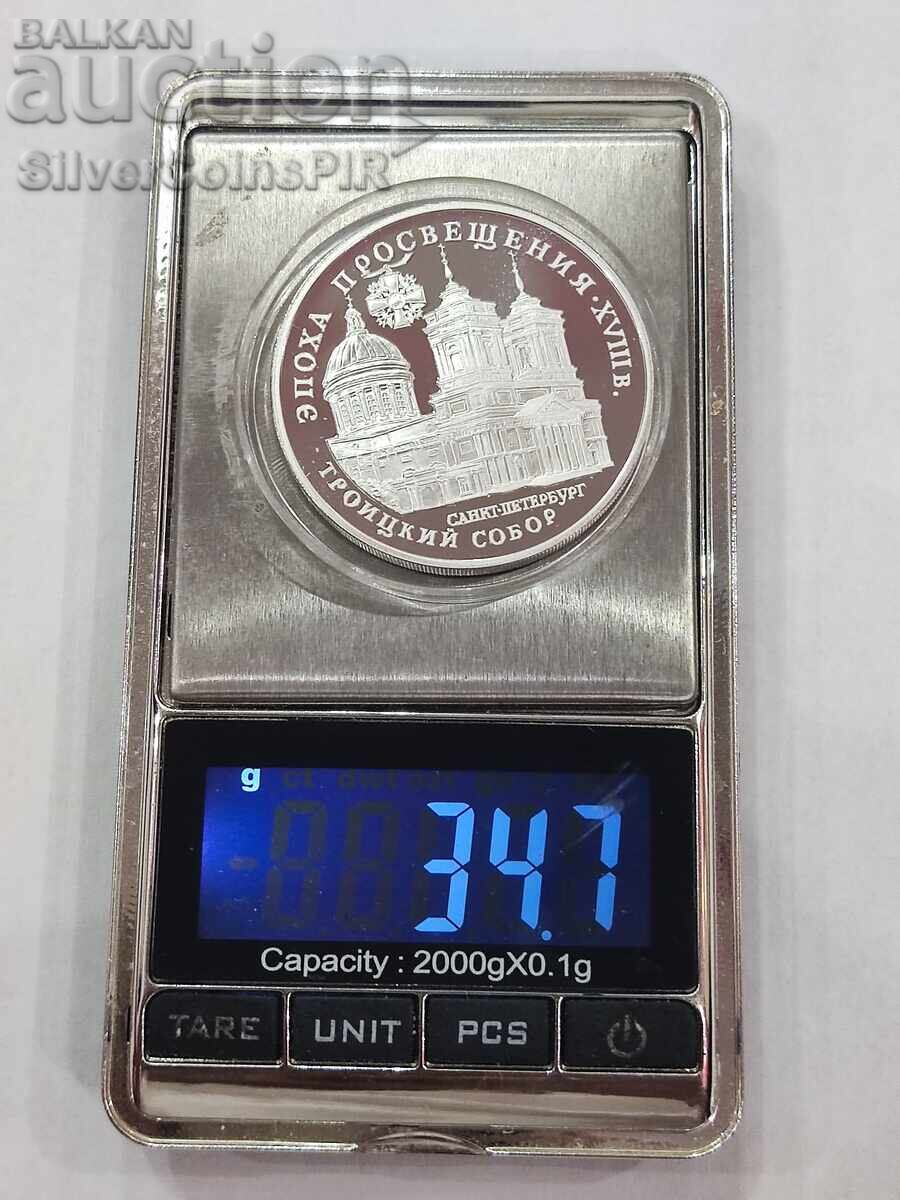 BALKAN
auction
SilverCoinsPIR
ЭПОХА ПРОСВЕЩЕНИЯ · XVIII В.
САНКТ-ПЕТЕРБУРГ
ТРОИЦКИЙ СОБОР
g
34.7
Capacity : 2000gX0.1g
TARE UNIT PCS